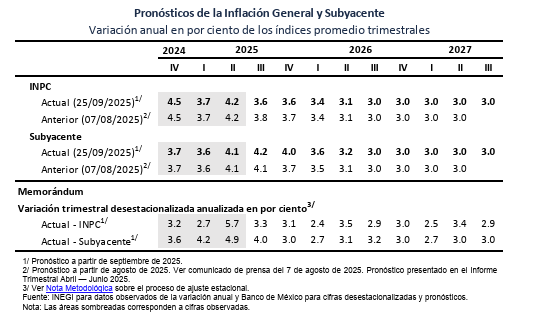 Pronósticos de la Inflación General y Subyacente
Variación anual en por ciento de los índices promedio trimestrales
2024 2025 2026 2027
IV I II III IV I II III IV I II III
INPC
Actual (25/09/2025)1/ 4.5 3.7 4.2 3.6 3.6 3.4 3.1 3.0 3.0 3.0 3.0 3.0
Anterior (07/08/2025)2/ 4.5 3.7 4.2 3.8 3.7 3.4 3.1 3.0 3.0 3.0 3.0
Subyacente
Actual (25/09/2025)1/ 3.7 3.6 4.1 4.2 4.0 3.6 3.2 3.0 3.0 3.0 3.0 3.0
Anterior (07/08/2025)2/ 3.7 3.6 4.1 4.1 3.7 3.5 3.1 3.0 3.0 3.0 3.0
Memorándum
Variación trimestral desestacionalizada anualizada en por ciento3/
Actual - INPC1/ 3.2 2.7 5.7 3.3 3.1 2.4 3.5 2.9 3.0 2.5 3.4 2.9
Actual - Subyacente1/ 3.6 4.2 4.9 4.0 3.0 2.7 3.1 3.2 3.0 2.7 3.0 3.0
1/ Pronóstico a partir de septiembre de 2025.
2/ Pronóstico a partir de agosto de 2025. Ver comunicado de prensa del 7 de agosto de 2025. Pronóstico presentado en el Informe
Trimestral Abril — Junio 2025.
3/ Ver Nota Metodológica sobre el proceso de ajuste estacional.
Fuente: INEGI para datos observados de la variación anual y Banco de México para cifras desestacionalizadas y pronósticos.
Nota: Las áreas sombreadas corresponden a cifras observadas.